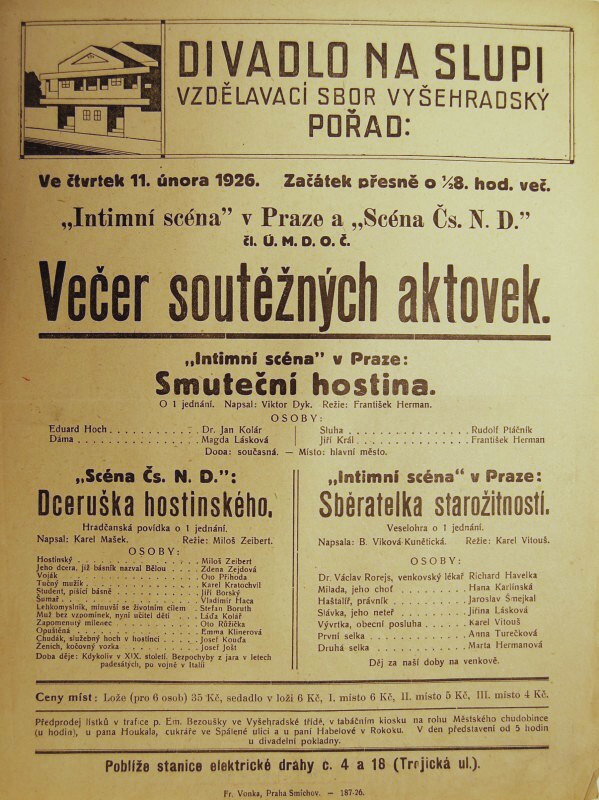 DIVADLO NA SLUPI
VZDĚLAVACÍ SBOR VYŠEHRADSKÝ
POŘAD:
Ve čtvrtek 11. února 1926. Začátek přesně o ½8. hod. več.
„Intimní scéna” v Praze a „Scéna Čs. N. D.”
čl. Ú. M. D. O. Č.
Večer soutěžných aktovek.
„Intimní scéna” v Praze:
Smuteční hostina.
O 1 jednání. Napsal: Viktor Dyk. Režie: František Herman.
OSOBY:
Eduard Hoch . . . . . . . . . . . Dr. Jan Kolár
Dáma . . . . . . . . . . . . . . Magda Lásková
Sluha . . . . . . . . . . . . . Rudolf Ptáčník
Jiří Král . . . . . . . . . . . . František Herman
Doba: současná. — Místo: hlavní město.
„Scéna Čs. N. D.”:
Dceruška hostinského.
Hradčanská povídka o 1 jednání.
Napsal: Karel Mašek. Režie: Miloš Zeibert.
OSOBY:
Hostinský . . . . . . . . . . . Miloš Zeibert
Jeho dcera, již básník nazval Bělou . . Zdena Zejdová
Voják . . . . . . . . . . . . . Oto Příhoda
Tučný mužík . . . . . . . . . . Karel Kratochvíl
Student, píšící básně . . . . . . . Jiří Borský
Šumař . . . . . . . . . . . . . Vladimír Haca
Lehkomyslník, minuvší se životním cílem . Stefan Boruth
Muž bez vzpomínek, nyní učitel dětí . . Láďa Kolář
Zapomenutý milenec . . . . . . . Oto Růžička
Opuštěná . . . . . . . . . . . . Emma Klinerová
Chuďák, služebný hoch v hostinci . . . Josef Kouďa
Ženich, kočový vozka . . . . . . . Josef Jošt
Doba děje: Kdykoliv v XIX. století. Bezpochyby z jara v letech
padesátých, po vojně v Italii
„Intimní scéna“ v Praze:
Sběratelka starožitností.
Veselohra o 1 jednání.
Napsala: B. Viková-Kunětická. Režie: Karel Vitouš.
OSOBY:
Dr. Václav Rorejs, venkovský lékař Richard Havelka
Milada, jeho choť . . . . . . . Hana Karlínská
Haštalíř, právník . . . . . . . . Jaroslav Šmejkal
Slávka, jeho neteř . . . . . . . Jiřina Lásková
Vývrtka, obecní posluha . . . . . Karel Vitouš
První selka . . . . . . . . . . Anna Turečková
Druhá selka . . . . . . . . . . Marta Hermanová
Děj za naší doby na venkově.
Ceny míst: Lože (pro 6 osob) 35 Kč, sedadlo v loži 6 Kč, I. místo 6 Kč, II. místo 5 Kč, III. místo 4 Kč.
Předprodej lístků v trafice p. Em. Bezoušky ve Vyšehradské třídě, v tabáčním kiosku na rohu Městského chudobince
(u hodin), u pana Houkala, cukráře ve Spálené ulici a u paní Habelové v Rokoku. V den představení od 5 hodin
u divadelní pokladny.
Poblíže stanice elektrické dráhy c. 4 a 18 (Trojická ul.).
Fr. Vonka, Praha Smíchov. — 187-26.